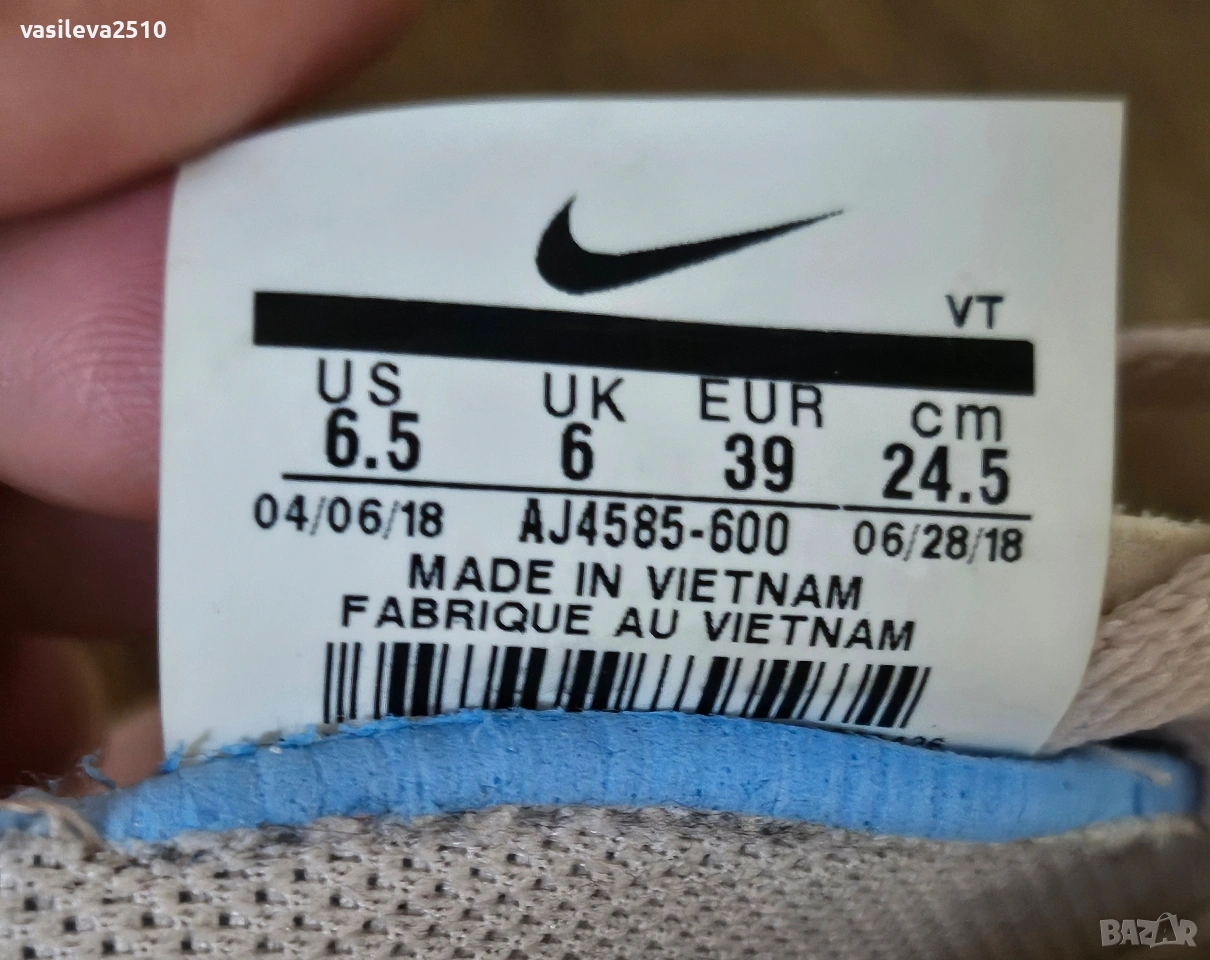 vasileva2510
VT
US UK EUR cm
6.5 6 39 24.5
04/06/18 AJ4585-600 06/28/18
MADE IN VIETNAM
FABRIQUE AU VIETNAM
BAZAR